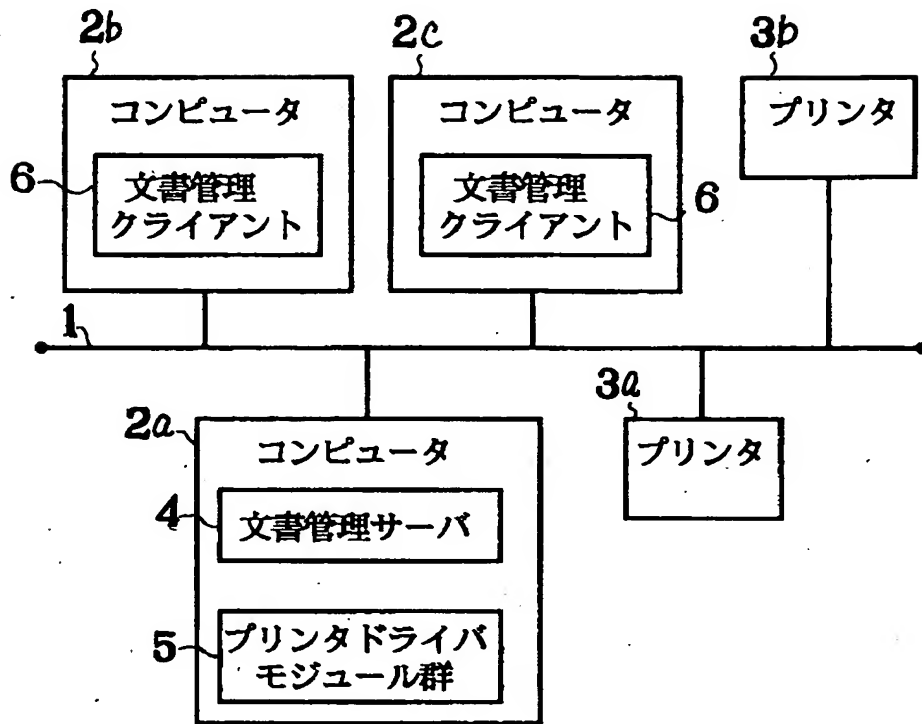 2b
コンピュータ
6
文書管理
クライアント
2c
コンピュータ
文書管理
クライアント
6
3b
プリンタ
1
2a
コンピュータ
4
文書管理サーバ
5
プリンタドライバ
モジュール群
3a
プリンタ